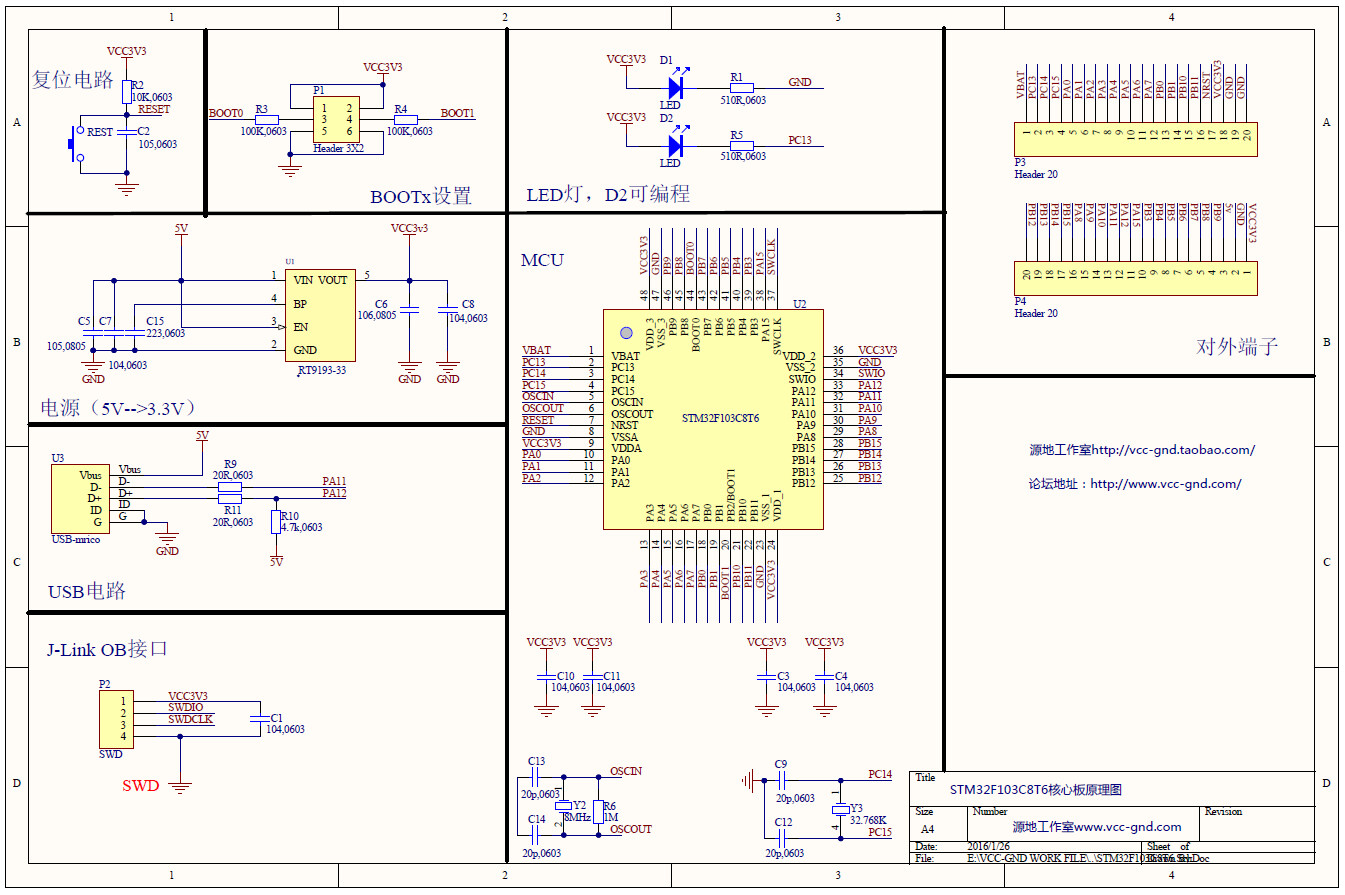 1 2 3 4
A
B
C
D
复位电路
VCC3V3
R2
10K,0603
RESET
REST
C2
105,0603
VCC3V3
P1
BOOT0
R3
100K,0603
1 2
3 4
5 6
Header 3X2
R4
100K,0603
BOOT1
BOOTx设置
VCC3V3
D1
LED
R1
510R,0603
GND
VCC3V3
D2
LED
R5
510R,0603
PC13
LED灯，D2可编程
VBAT
PC13
PC14
PC15
PA0
PA1
PA2
PA3
PA4
PA5
PA6
PA7
PB0
PB1
PB10
PB11
NRST
VCC3V3
GND
GND
1 2 3 4 5 6 7 8 9 10 11 12 13 14 15 16 17 18 19 20
P3
Header 20
PB12
PB13
PB14
PB15
PA8
PA9
PA10
PA11
PA12
PA15
PB3
PB4
PB5
PB6
PB7
PB8
PB9
5v
GND
VCC3V3
20 19 18 17 16 15 14 13 12 11 10 9 8 7 6 5 4 3 2 1
P4
Header 20
对外端子
5V
VCC3v3
U1
1 VIN VOUT 5
4 BP
3 EN
2 GND
RT9193-33
C5
105,0805
C7
104,0603
C15
223,0603
GND
C6
106,0805
C8
104,0603
GND
GND
电源（5V-->3.3V）
MCU
VCC3V3
GND
PB9
PB8
BOOT0
PB7
PB6
PB5
PB4
PB3
PA15
SWCLK
48 47 46 45 44 43 42 41 40 39 38 37
U2
VDD_3
VSS_3
PB9
PB8
BOOT0
PB7
PB6
PB5
PB4
PB3
PA15
SWCLK
VBAT 1 VBAT
PC13 2 PC13
PC14 3 PC14
PC15 4 PC15
OSCIN 5 OSCIN
OSCOUT 6 OSCOUT
RESET 7 NRST
GND 8 VSSA
VCC3V3 9 VDDA
PA0 10 PA0
PA1 11 PA1
PA2 12 PA2
STM32F103C8T6
VDD_2 36 VCC3V3
VSS_2 35 GND
SWIO 34 SWIO
PA12 33 PA12
PA11 32 PA11
PA10 31 PA10
PA9 30 PA9
PA8 29 PA8
PB15 28 PB15
PB14 27 PB14
PB13 26 PB13
PB12 25 PB12
PA3
PA4
PA5
PA6
PA7
PB0
PB1
PB2/BOOT1
PB10
PB11
VSS_1
VDD_1
13 14 15 16 17 18 19 20 21 22 23 24
PA3
PA4
PA5
PA6
PA7
PB0
PB1
BOOT1
PB10
PB11
GND
VCC3V3
源地工作室http://vcc-gnd.taobao.com/
论坛地址：http://www.vcc-gnd.com/
U3
Vbus Vbus
D- D-
D+ D+
ID ID
G G
USB-mrico
5V
R9
20R,0603
PA11
PA12
R11
20R,0603
R10
4.7k,0603
5V
GND
USB电路
J-Link OB接口
P2
1 VCC3V3
2 SWDIO
3 SWDCLK
4
SWD
C1
104,0603
SWD
VCC3V3
C10
104,0603
VCC3V3
C11
104,0603
VCC3V3
C3
104,0603
VCC3V3
C4
104,0603
C13
20p,0603
OSCIN
1
Y2
8MHz
2
R6
1M
C14
20p,0603
OSCOUT
C9
20p,0603
PC14
1
Y3
32.768K
4
C12
20p,0603
PC15
Title
STM32F103C8T6核心板原理图
Size
A4
Number
源地工作室www.vcc-gnd.com
Revision
Date: 2016/1/26 Sheet of
File: E:\VCC-GND WORK FILE\..\STM32F103C8T6.SchDoc
A
B
C
D
1 2 3 4